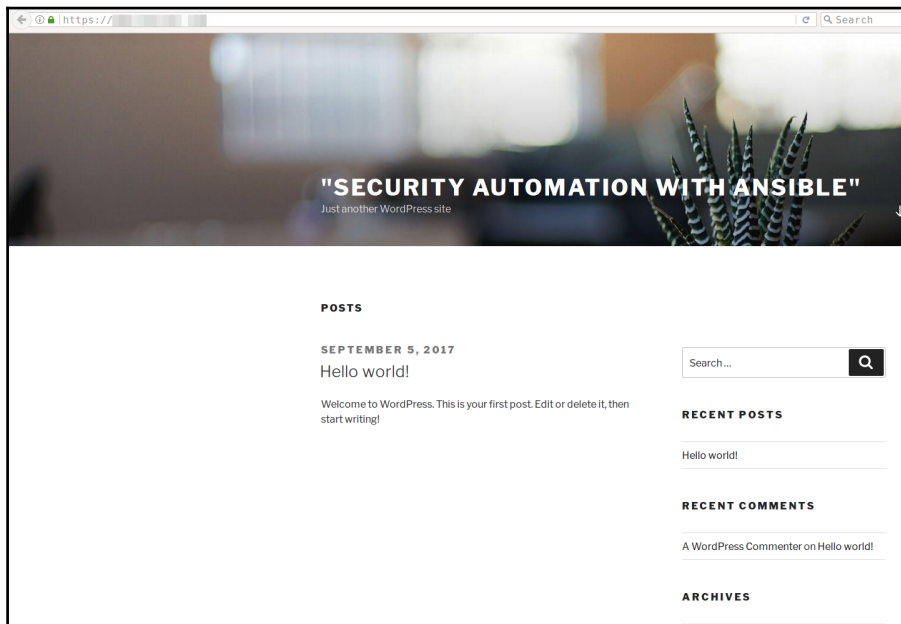 https://
Search
"SECURITY AUTOMATION WITH ANSIBLE"
Just another WordPress site
POSTS
SEPTEMBER 5, 2017
Hello world!
Welcome to WordPress. This is your first post. Edit or delete it, then
start writing!
Search...
RECENT POSTS
Hello world!
RECENT COMMENTS
A WordPress Commenter on Hello world!
ARCHIVES